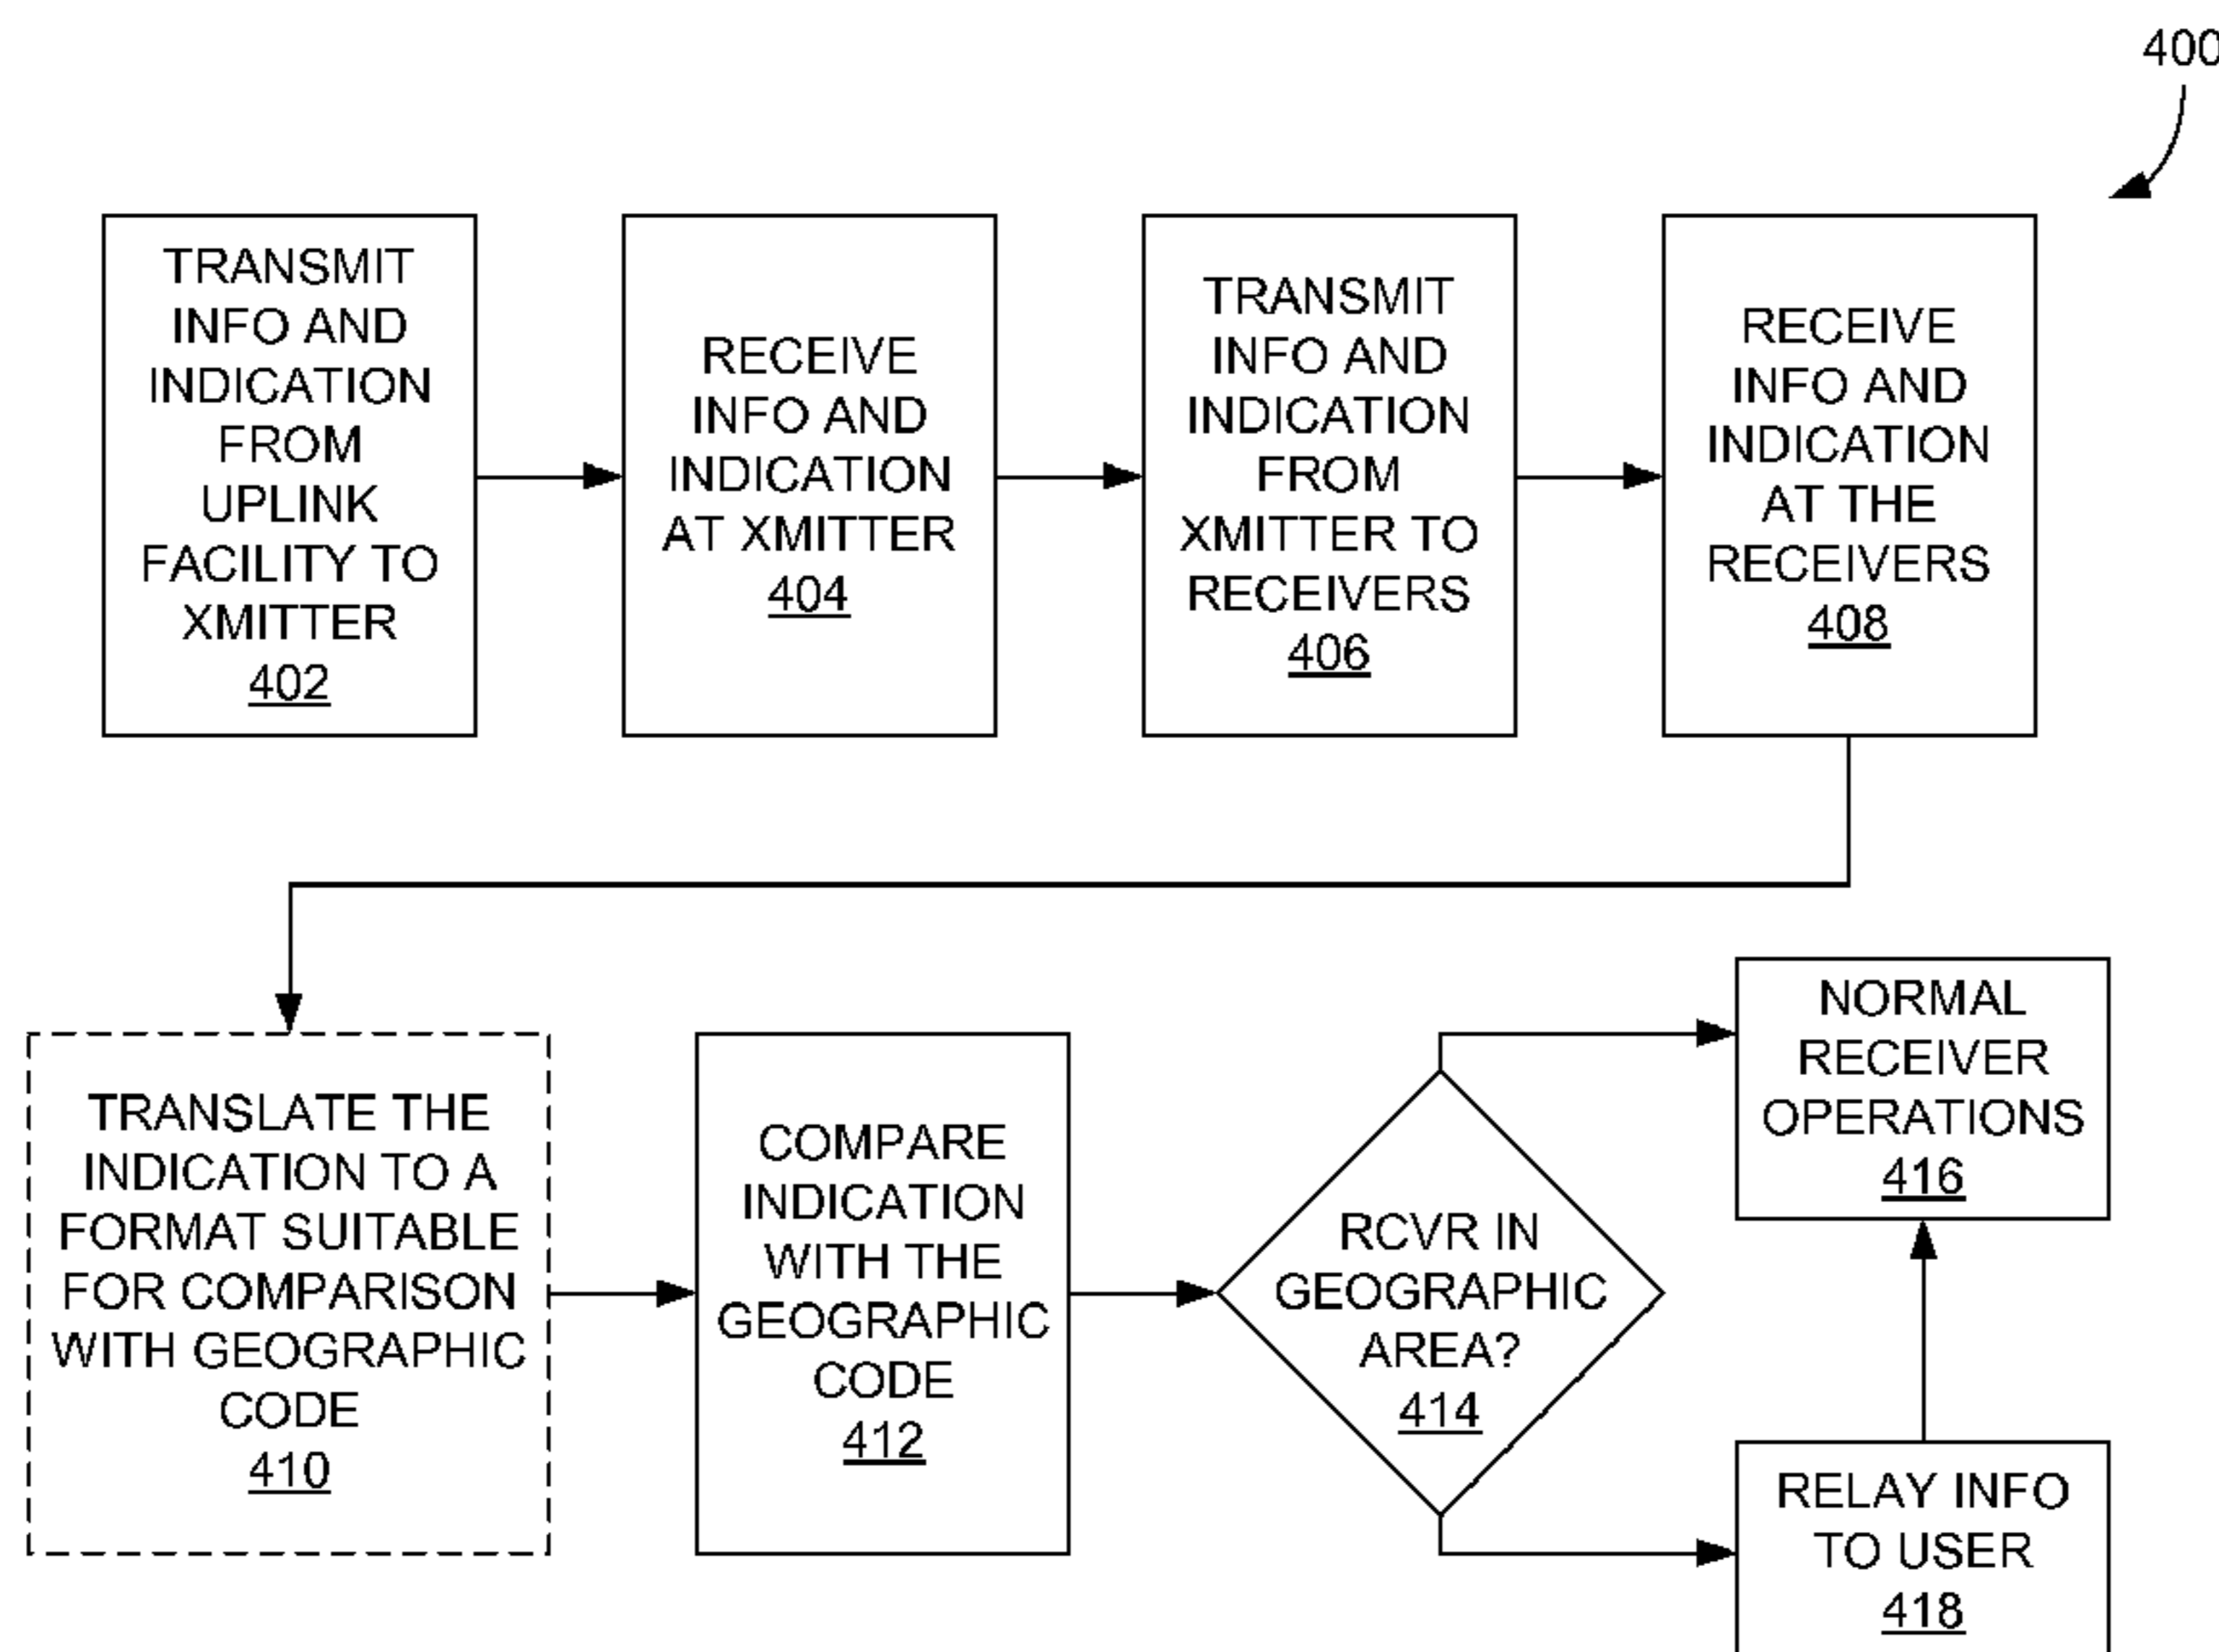 400
TRANSMIT
INFO AND
INDICATION
FROM
UPLINK
FACILITY TO
XMITTER
402
RECEIVE
INFO AND
INDICATION
AT XMITTER
404
TRANSMIT
INFO AND
INDICATION
FROM
XMITTER TO
RECEIVERS
406
RECEIVE
INFO AND
INDICATION
AT THE
RECEIVERS
408
TRANSLATE THE
INDICATION TO A
FORMAT SUITABLE
FOR COMPARISON
WITH GEOGRAPHIC
CODE
410
COMPARE
INDICATION
WITH THE
GEOGRAPHIC
CODE
412
RCVR IN
GEOGRAPHIC
AREA?
414
NORMAL
RECEIVER
OPERATIONS
416
RELAY INFO
TO USER
418